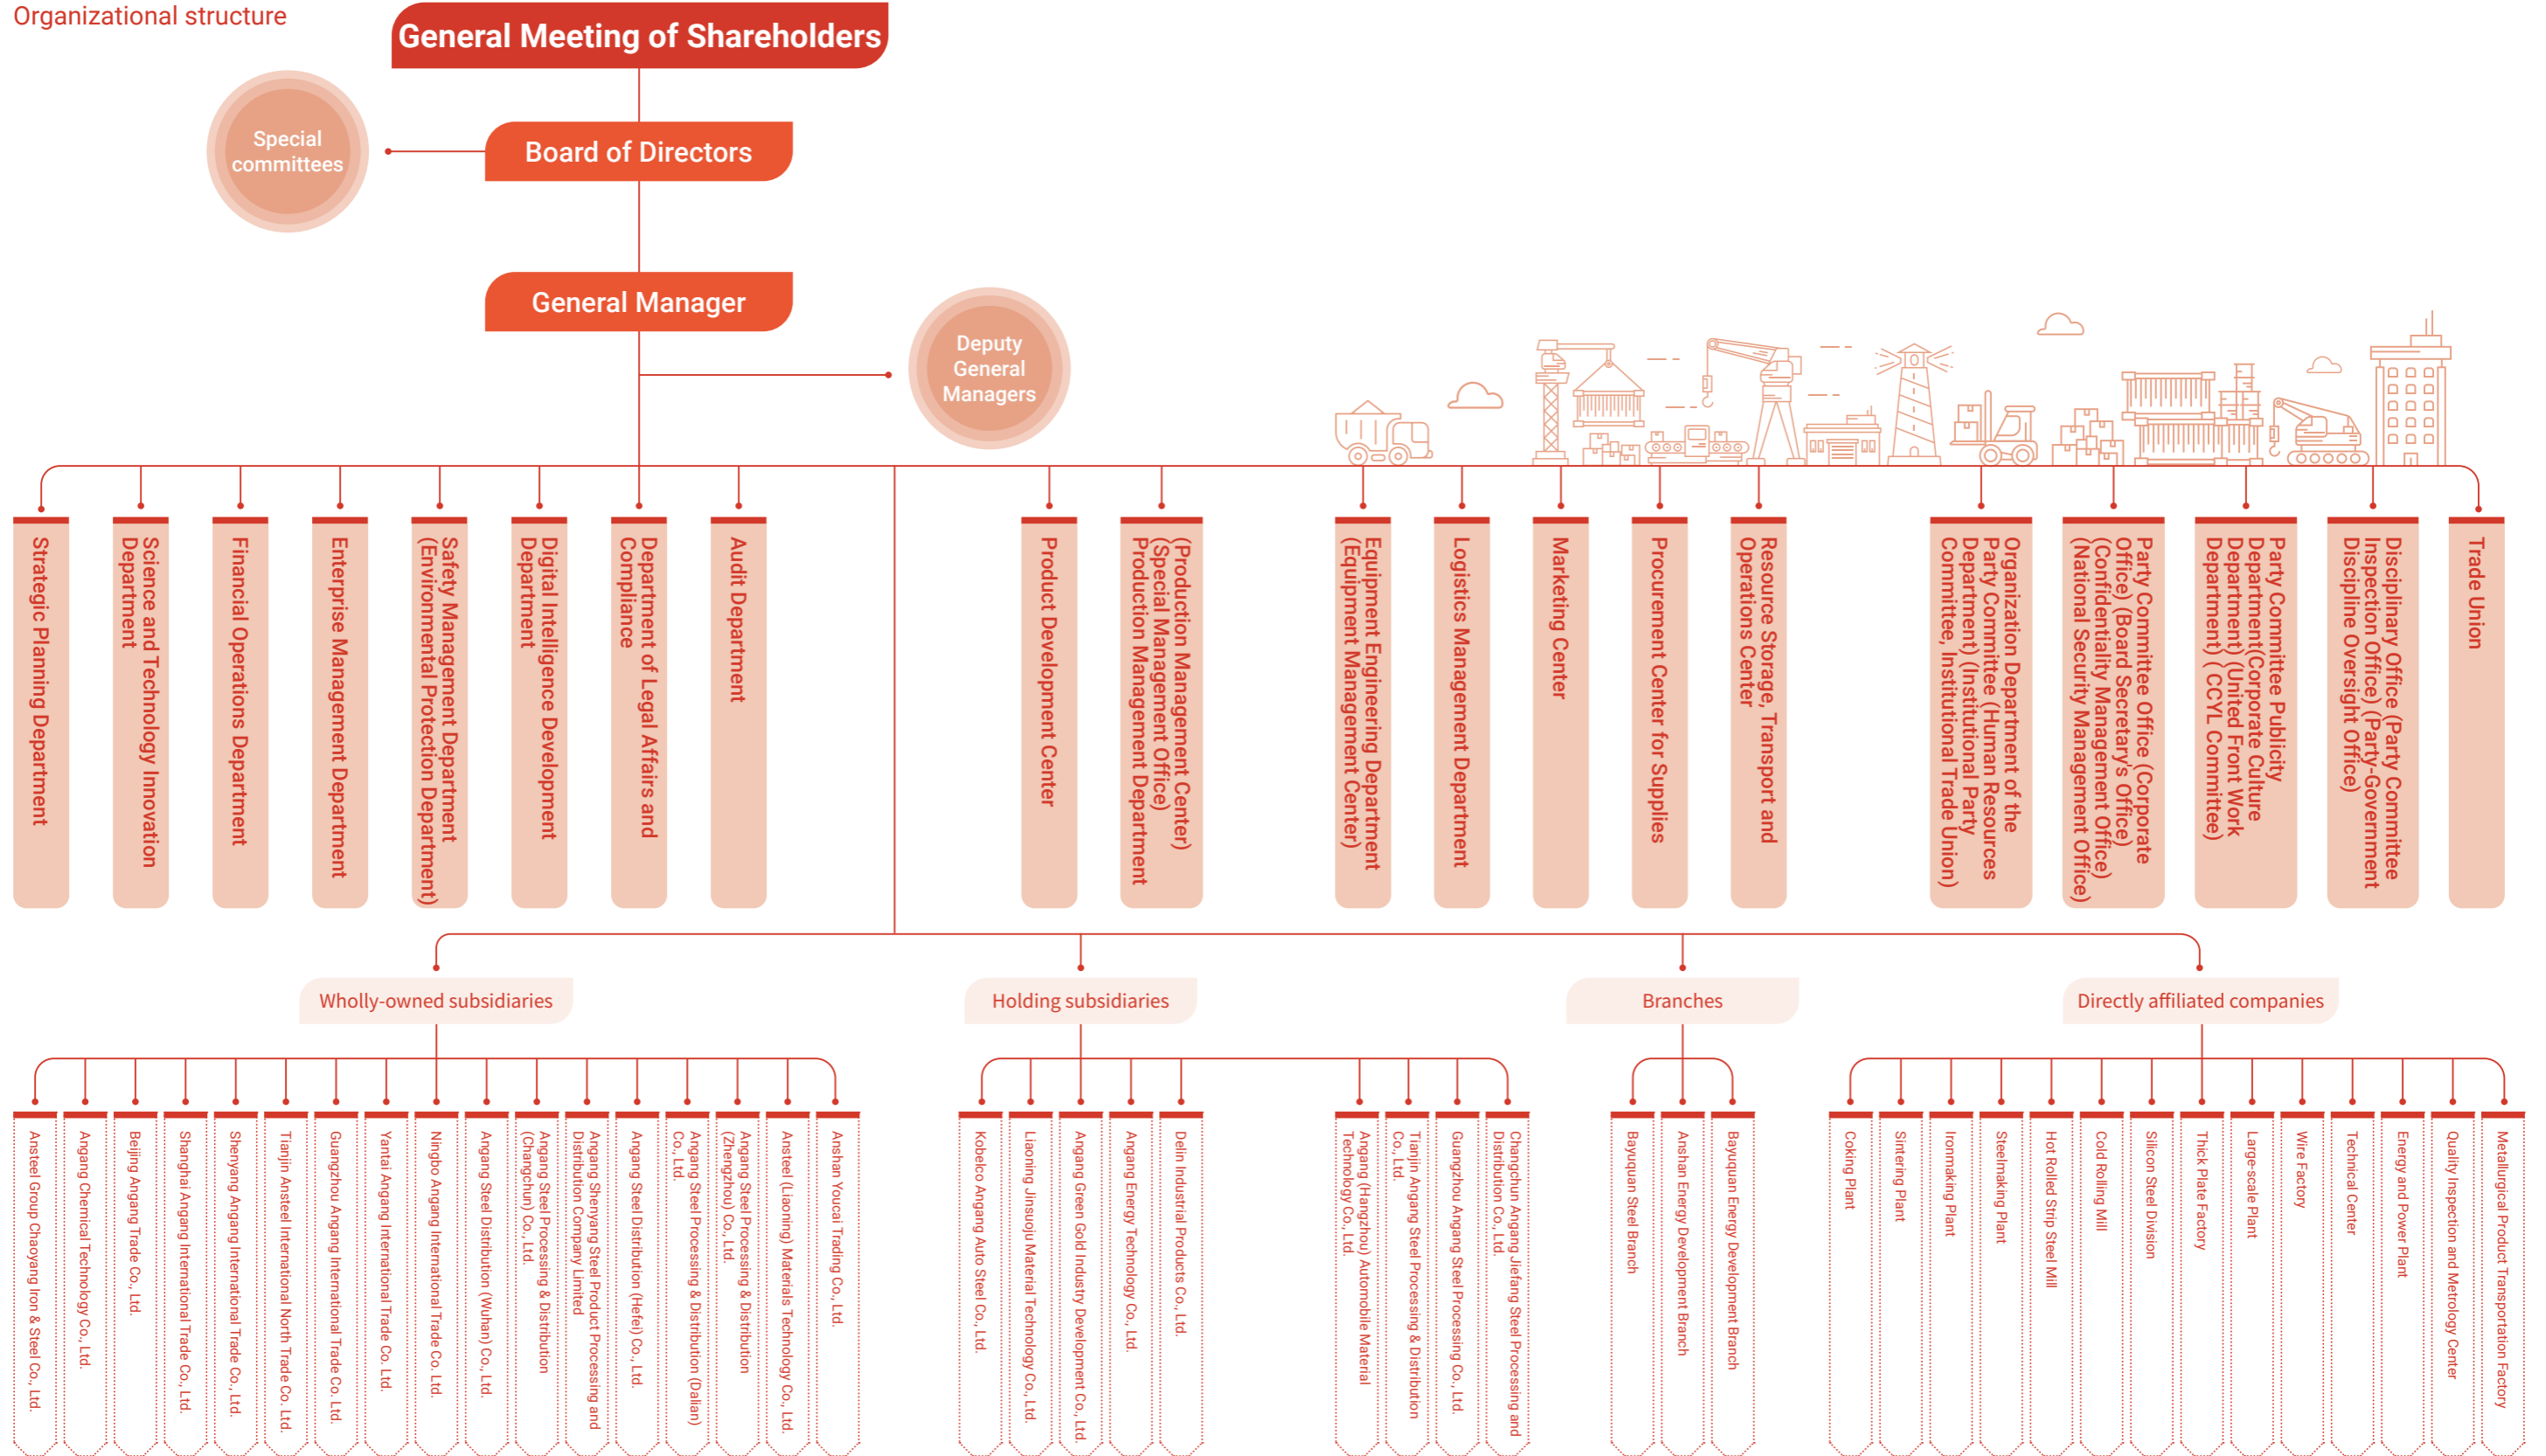 Organizational structure
General Meeting of Shareholders
Special
committees
Board of Directors
General Manager
Deputy
General
Managers
Strategic Planning Department
Science and Technology Innovation
Department
Financial Operations Department
Enterprise Management Department
Safety Management Department
(Environmental Protection Department)
Digital Intelligence Development
Department
Department of Legal Affairs and
Compliance
Audit Department
Product Development Center
(Production Management Center)
(Special Management Office)
Production Management Department
Equipment Engineering Department
(Equipment Management Center)
Logistics Management Department
Marketing Center
Procurement Center for Supplies
Resource Storage, Transport and
Operations Center
Organization Department of the
Party Committee (Human Resources
Department) (Institutional Party
Committee, Institutional Trade Union)
Party Committee Office (Corporate
Office) (Board Secretary's Office)
(Confidentiality Management Office)
(National Security Management Office)
Party Committee Publicity
Department(Corporate Culture
Department) (United Front Work
Department) (CCYL Committee)
Disciplinary Office (Party Committee
Inspection Office) (Party-Government
Discipline Oversight Office)
Trade Union
Wholly-owned subsidiaries
Holding subsidiaries
Branches
Directly affiliated companies
Ansteel Group Chaoyang Iron & Steel Co., Ltd.
Angang Chemical Technology Co., Ltd.
Beijing Angang Trade Co., Ltd.
Shanghai Angang International Trade Co., Ltd.
Shenyang Angang International Trade Co., Ltd.
Tianjin Ansteel International North Trade Co. Ltd.
Guangzhou Angang International Trade Co. Ltd.
Yantai Angang International Trade Co. Ltd.
Ningbo Angang International Trade Co. Ltd.
Angang Steel Distribution (Wuhan) Co., Ltd.
Angang Steel Processing & Distribution
(Changchun) Co., Ltd.
Angang Shenyang Steel Product Processing and
Distribution Company Limited
Angang Steel Distribution (Hefei) Co., Ltd.
Angang Steel Processing & Distribution (Dalian)
Co., Ltd.
Angang Steel Processing & Distribution
(Zhengzhou) Co., Ltd.
Ansteel (Liaoning) Materials Technology Co., Ltd.
Anshan Youcai Trading Co., Ltd.
Kobelco Angang Auto Steel Co., Ltd.
Liaoning Jinsuoju Material Technology Co., Ltd.
Angang Green Gold Industry Development Co., Ltd.
Angang Energy Technology Co., Ltd.
Delin Industrial Products Co., Ltd.
Angang (Hangzhou) Automobile Material
Technology Co., Ltd.
Tianjin Angang Steel Processing & Distribution
Co., Ltd.
Guangzhou Angang Steel Processing Co., Ltd.
Changchun Angang Jiefang Steel Processing and
Distribution Co., Ltd.
Bayuquan Steel Branch
Anshan Energy Development Branch
Bayuquan Energy Development Branch
Coking Plant
Sintering Plant
Ironmaking Plant
Steelmaking Plant
Hot Rolled Strip Steel Mill
Cold Rolling Mill
Silicon Steel Division
Thick Plate Factory
Large-scale Plant
Wire Factory
Technical Center
Energy and Power Plant
Quality Inspection and Metrology Center
Metallurgical Product Transportation Factory